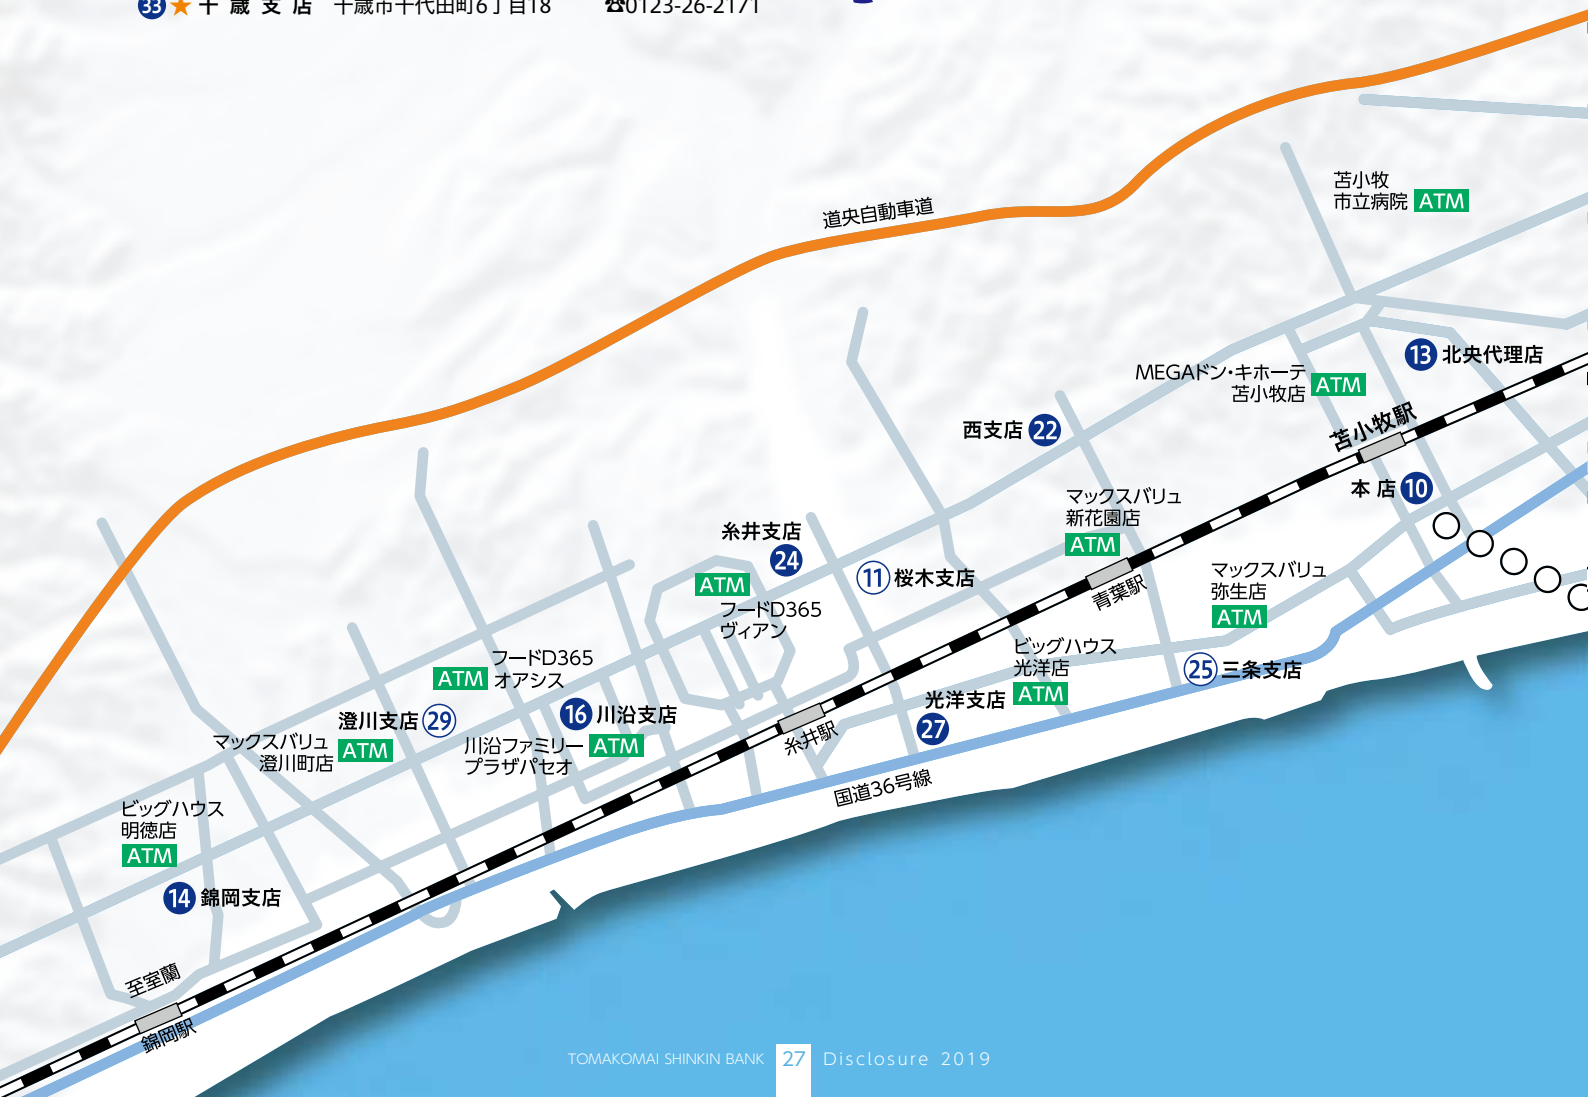 33 ★ 千歳支店 千歳市千代田町6丁目18 ☎0123-26-2171
道央自動車道
苫小牧
市立病院 ATM
13 北央代理店
MEGAドン・キホーテ
苫小牧店 ATM
苫小牧駅
西支店 22
本店 10
マックスバリュ
新花園店
ATM
糸井支店
24
11 桜木支店
ATM
フードD365
ヴィアン
青葉駅
マックスバリュ
弥生店
ATM
ビッグハウス
光洋店
ATM
25 三条支店
フードD365
オアシス
ATM
光洋支店
27
澄川支店 29
16 川沿支店
マックスバリュ
澄川町店 ATM
川沿ファミリー
プラザパセオ ATM
糸井駅
国道36号線
ビッグハウス
明徳店
ATM
14 錦岡支店
至室蘭
錦岡駅
TOMAKOMAI SHINKIN BANK 27 Disclosure 2019